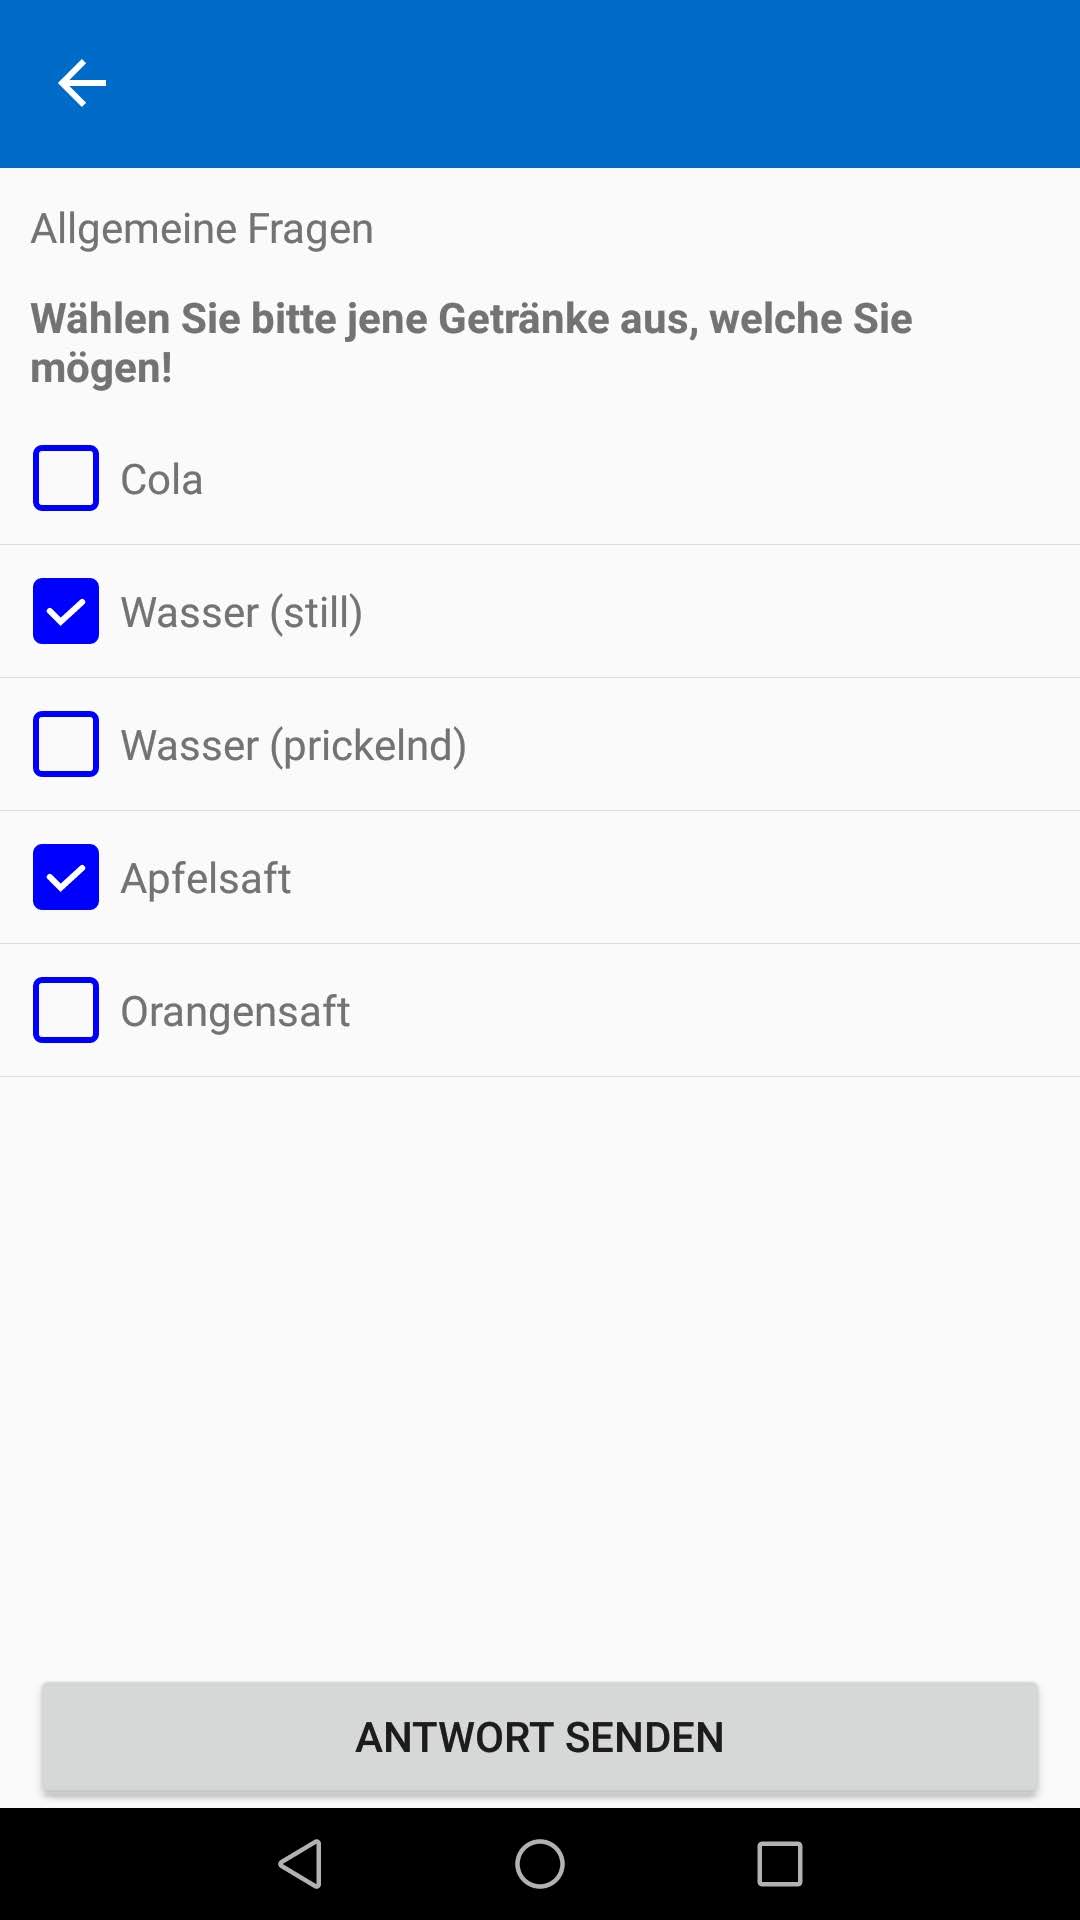 Allgemeine Fragen
Wählen Sie bitte jene Getränke aus, welche Sie
mögen!
Cola
Wasser (still)
Wasser (prickelnd)
Apfelsaft
Orangensaft
ANTWORT SENDEN